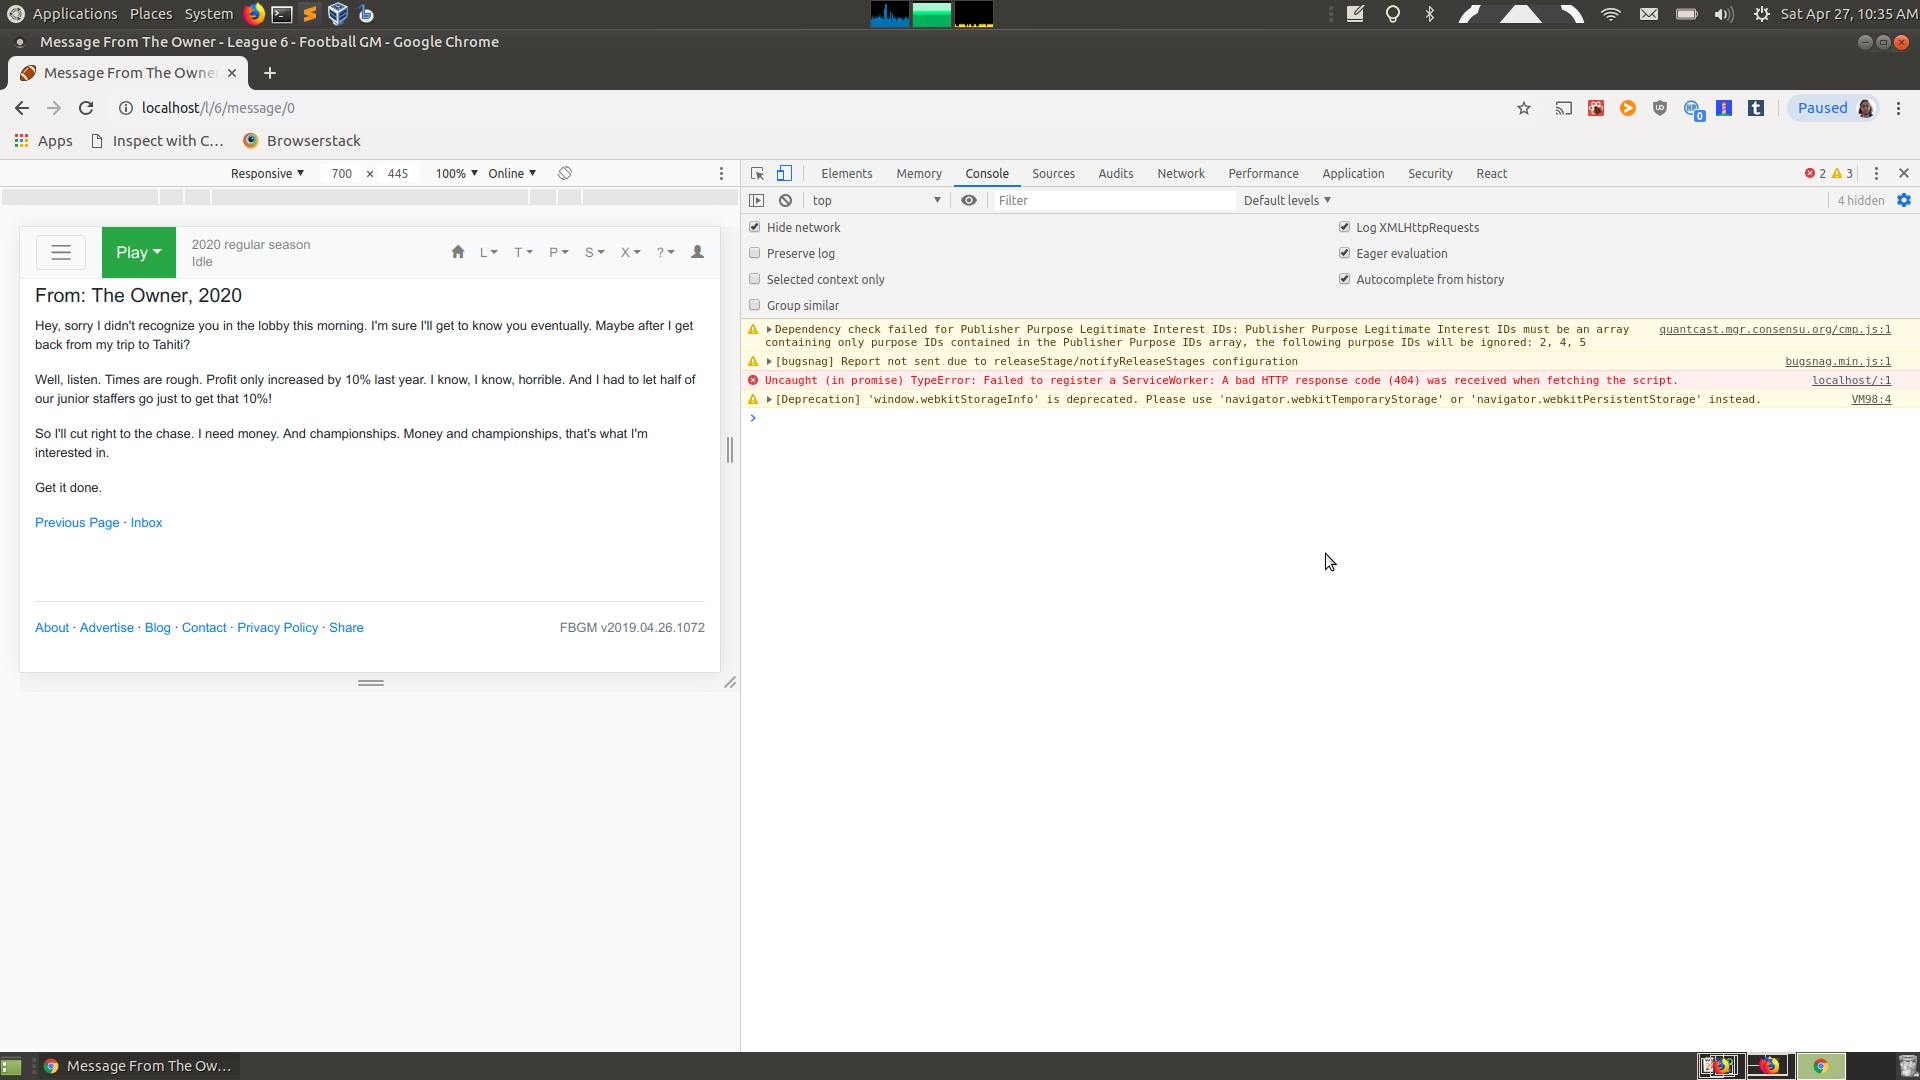 Applications Places System
Sat Apr 27, 10:35 AM
Message From The Owner - League 6 - Football GM - Google Chrome
Message From The Owne
localhost/l/6/message/0
0
Paused
Apps Inspect with C… Browserstack
Responsive 700 × 445 100% Online
Elements Memory Console Sources Audits Network Performance Application Security React 2 3
top Filter Default levels 4 hidden
Hide network Log XMLHttpRequests
Preserve log Eager evaluation
Selected context only Autocomplete from history
Group similar
Play
2020 regular season
Idle
L T P S X ?
From: The Owner, 2020
Hey, sorry I didn't recognize you in the lobby this morning. I'm sure I'll get to know you eventually. Maybe after I get
back from my trip to Tahiti?
Well, listen. Times are rough. Profit only increased by 10% last year. I know, I know, horrible. And I had to let half of
our junior staffers go just to get that 10%!
So I'll cut right to the chase. I need money. And championships. Money and championships, that's what I'm
interested in.
Get it done.
Previous Page · Inbox
About · Advertise · Blog · Contact · Privacy Policy · Share
FBGM v2019.04.26.1072
Dependency check failed for Publisher Purpose Legitimate Interest IDs: Publisher Purpose Legitimate Interest IDs must be an array quantcast.mgr.consensu.org/cmp.js:1
containing only purpose IDs contained in the Publisher Purpose IDs array, the following purpose IDs will be ignored: 2, 4, 5
[bugsnag] Report not sent due to releaseStage/notifyReleaseStages configuration bugsnag.min.js:1
Uncaught (in promise) TypeError: Failed to register a ServiceWorker: A bad HTTP response code (404) was received when fetching the script. localhost/:1
[Deprecation] 'window.webkitStorageInfo' is deprecated. Please use 'navigator.webkitTemporaryStorage' or 'navigator.webkitPersistentStorage' instead. VM98:4
Message From The Ow…